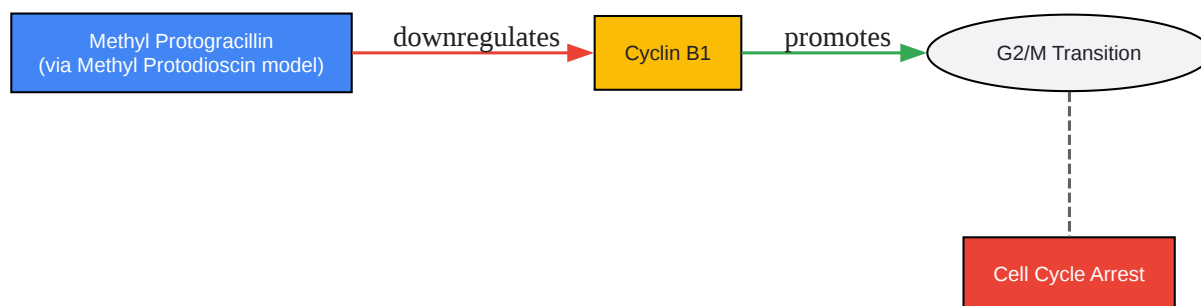 Methyl Protogracillin
(via Methyl Protodioscin model)
downregulates
Cyclin B1
promotes
G2/M Transition
Cell Cycle Arrest